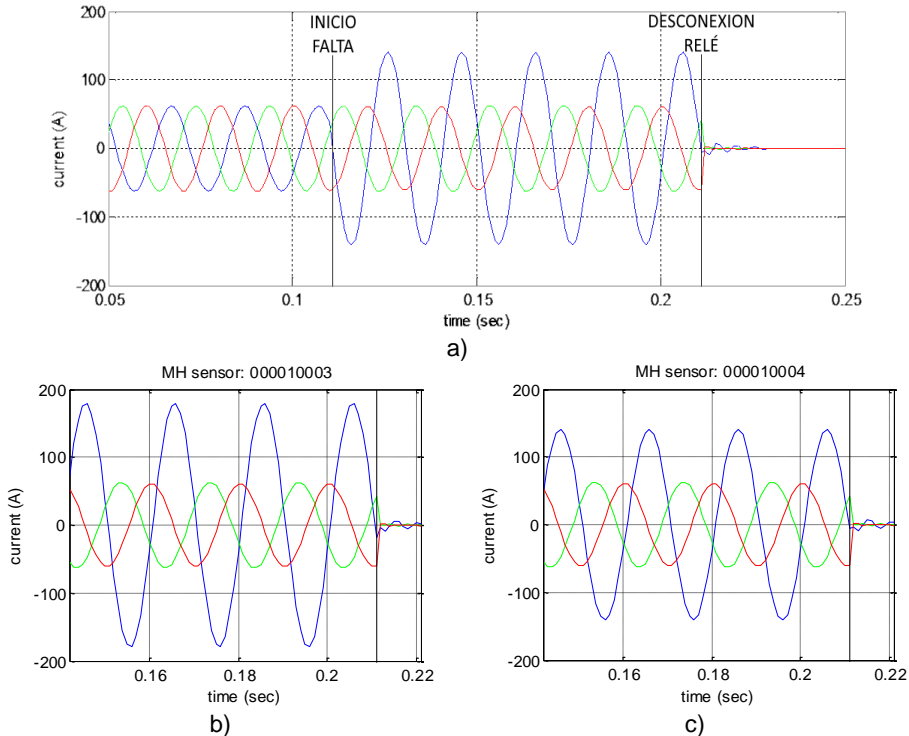 INICIO
FALTA
DESCONEXION
RELÉ
200
100
0
-100
-200
current (A)
0.05
0.1
0.15
0.2
0.25
time (sec)
a)
MH sensor: 000010003
200
100
0
-100
-200
current (A)
0.16
0.18
0.2
0.22
time (sec)
b)
MH sensor: 000010004
200
100
0
-100
-200
current (A)
0.16
0.18
0.2
0.22
time (sec)
c)